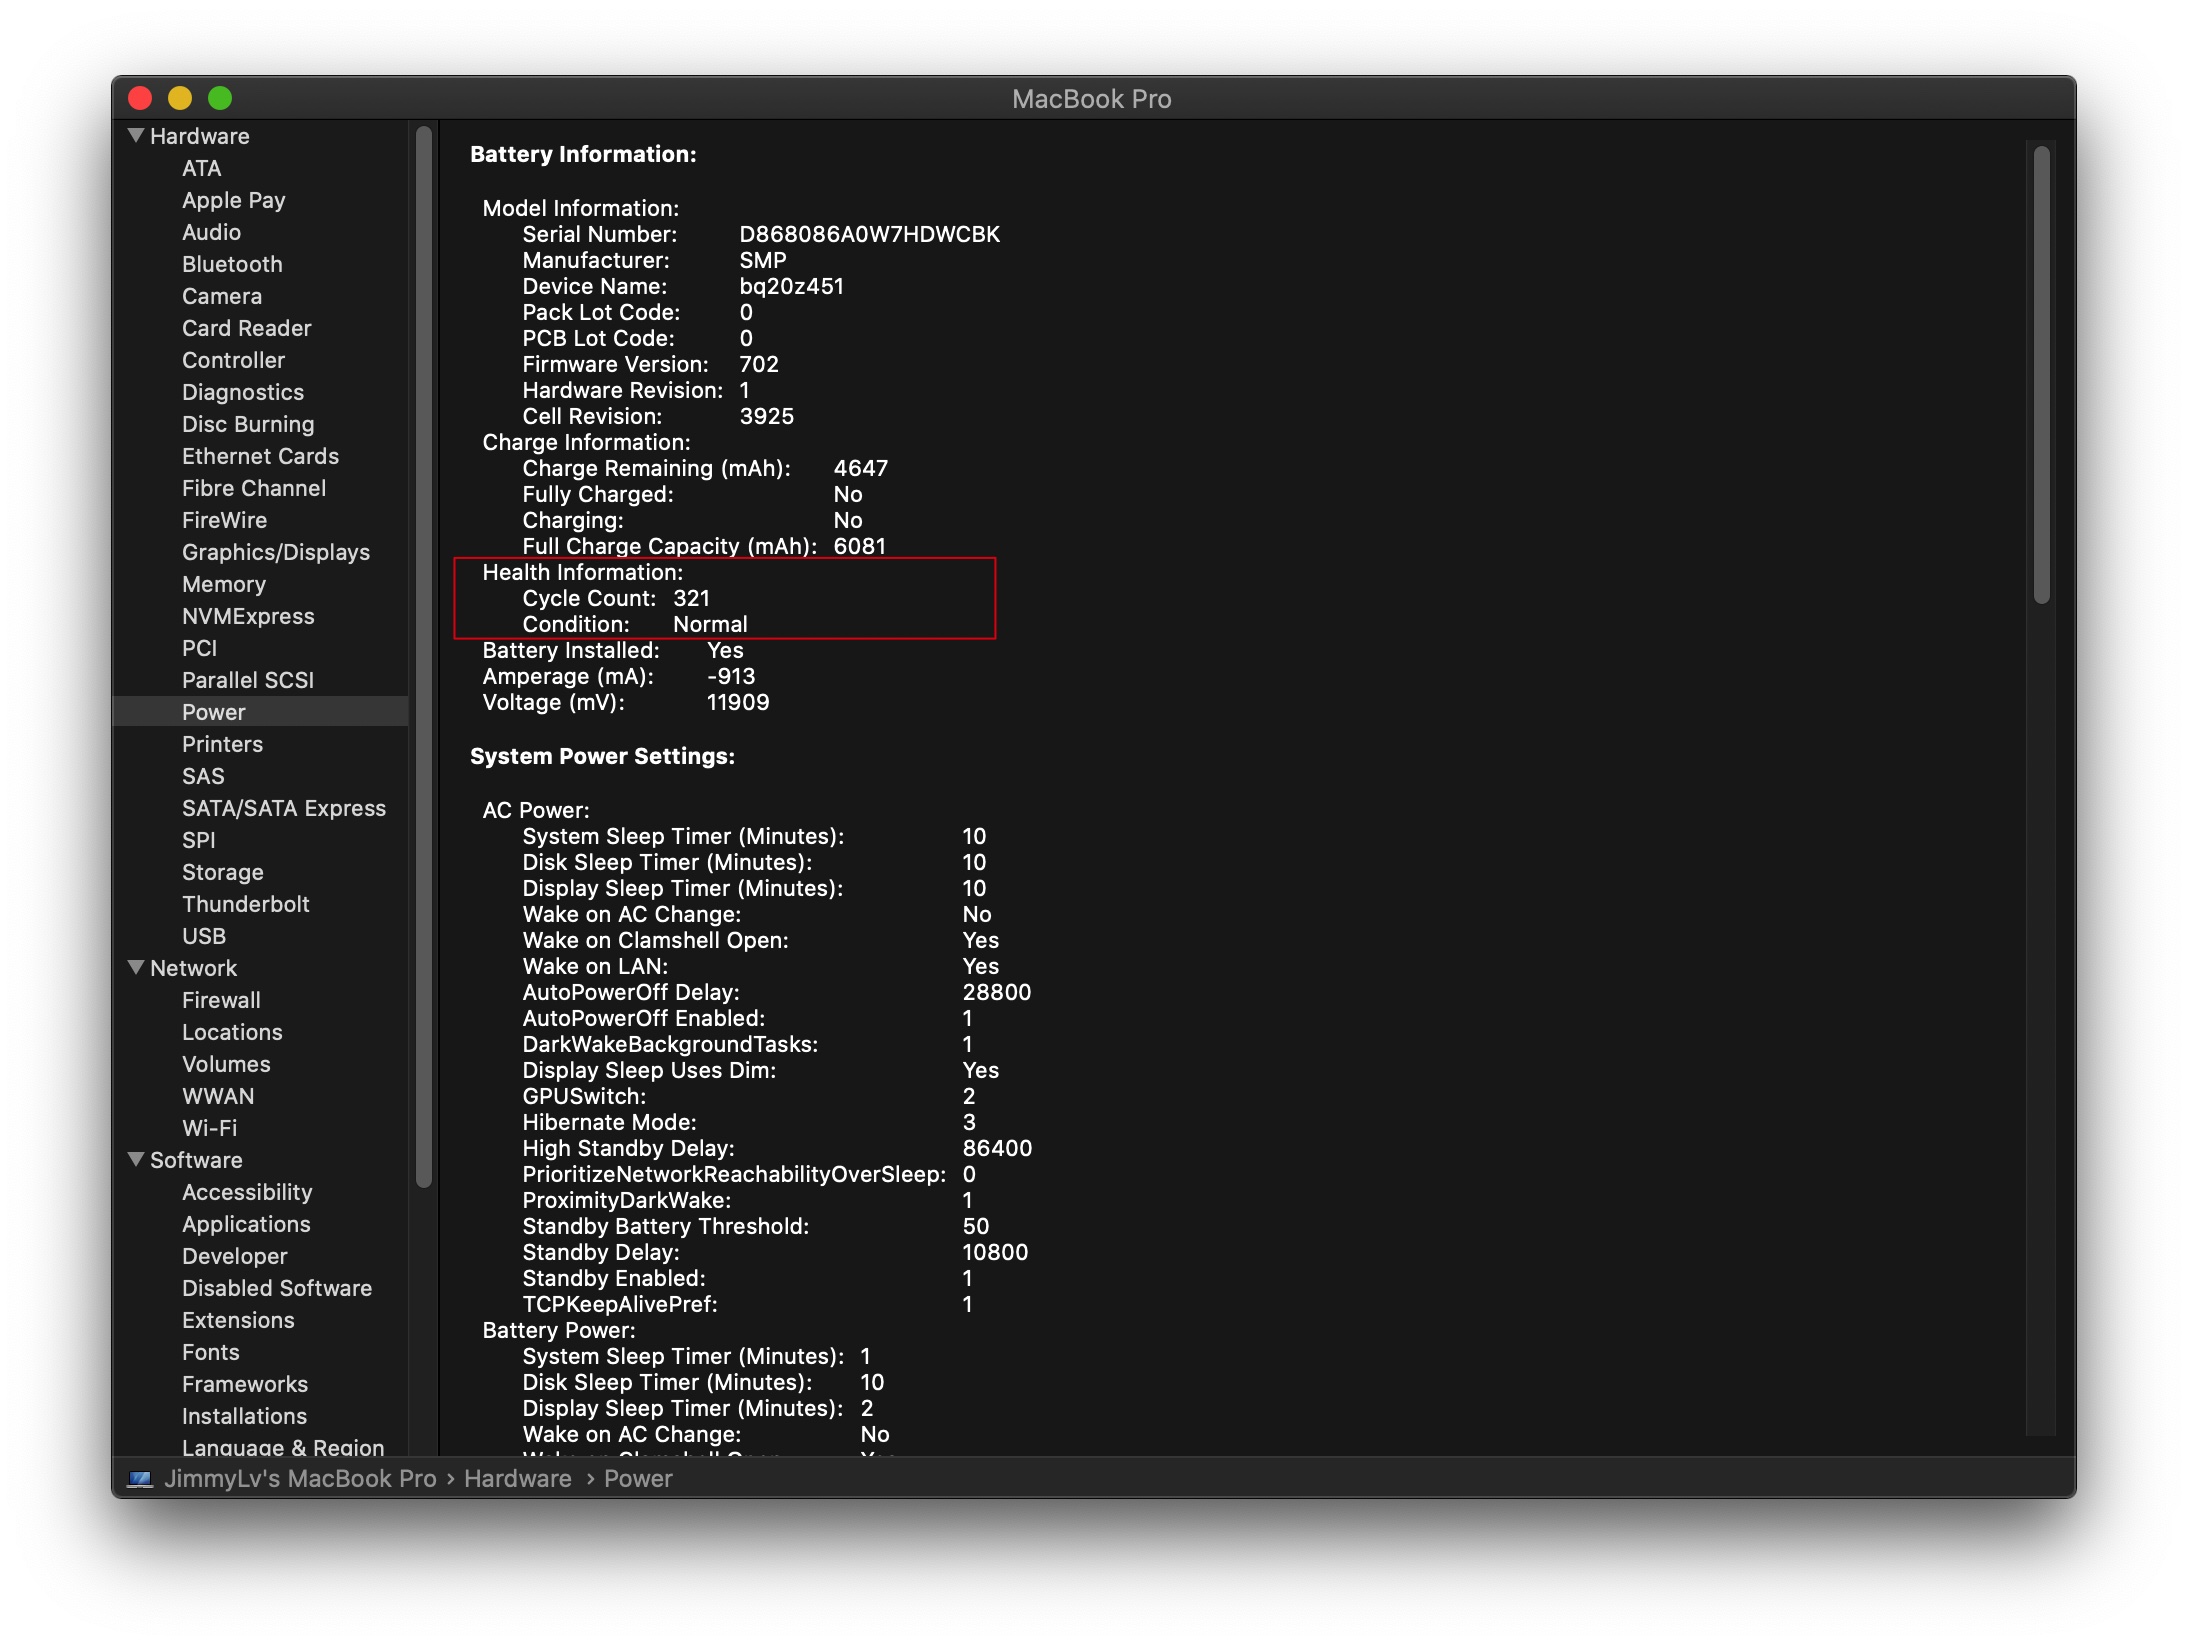 MacBook Pro
Hardware
ATA
Apple Pay
Audio
Bluetooth
Camera
Card Reader
Controller
Diagnostics
Disc Burning
Ethernet Cards
Fibre Channel
FireWire
Graphics/Displays
Memory
NVMExpress
PCI
Parallel SCSI
Power
Printers
SAS
SATA/SATA Express
SPI
Storage
Thunderbolt
USB
Network
Firewall
Locations
Volumes
WWAN
Wi-Fi
Software
Accessibility
Applications
Developer
Disabled Software
Extensions
Fonts
Frameworks
Installations
Language & Region
Battery Information:
Model Information:
Serial Number: D868086A0W7HDWCBK
Manufacturer: SMP
Device Name: bq20z451
Pack Lot Code: 0
PCB Lot Code: 0
Firmware Version: 702
Hardware Revision: 1
Cell Revision: 3925
Charge Information:
Charge Remaining (mAh): 4647
Fully Charged: No
Charging: No
Full Charge Capacity (mAh): 6081
Health Information:
Cycle Count: 321
Condition: Normal
Battery Installed: Yes
Amperage (mA): -913
Voltage (mV): 11909
System Power Settings:
AC Power:
System Sleep Timer (Minutes): 10
Disk Sleep Timer (Minutes): 10
Display Sleep Timer (Minutes): 10
Wake on AC Change: No
Wake on Clamshell Open: Yes
Wake on LAN: Yes
AutoPowerOff Delay: 28800
AutoPowerOff Enabled: 1
DarkWakeBackgroundTasks: 1
Display Sleep Uses Dim: Yes
GPUSwitch: 2
Hibernate Mode: 3
High Standby Delay: 86400
PrioritizeNetworkReachabilityOverSleep: 0
ProximityDarkWake: 1
Standby Battery Threshold: 50
Standby Delay: 10800
Standby Enabled: 1
TCPKeepAlivePref: 1
Battery Power:
System Sleep Timer (Minutes): 1
Disk Sleep Timer (Minutes): 10
Display Sleep Timer (Minutes): 2
Wake on AC Change: No
JimmyLv's MacBook Pro › Hardware › Power